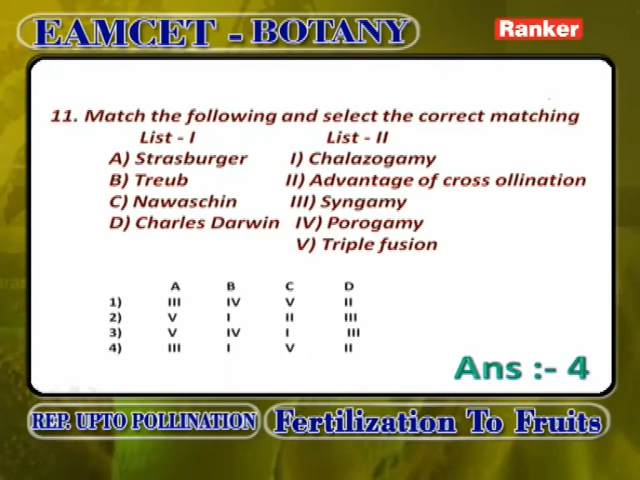 EAMCET - BOTANY
Ranker
11. Match the following and select the correct matching
List - I List - II
A) Strasburger I) Chalazogamy
B) Treub II) Advantage of cross ollination
C) Nawaschin III) Syngamy
D) Charles Darwin IV) Porogamy
V) Triple fusion
A B C D
1) III IV V II
2) V I II III
3) V IV I III
4) III I V II
Ans :- 4
REP. UPTO POLLINATION
Fertilization To Fruits